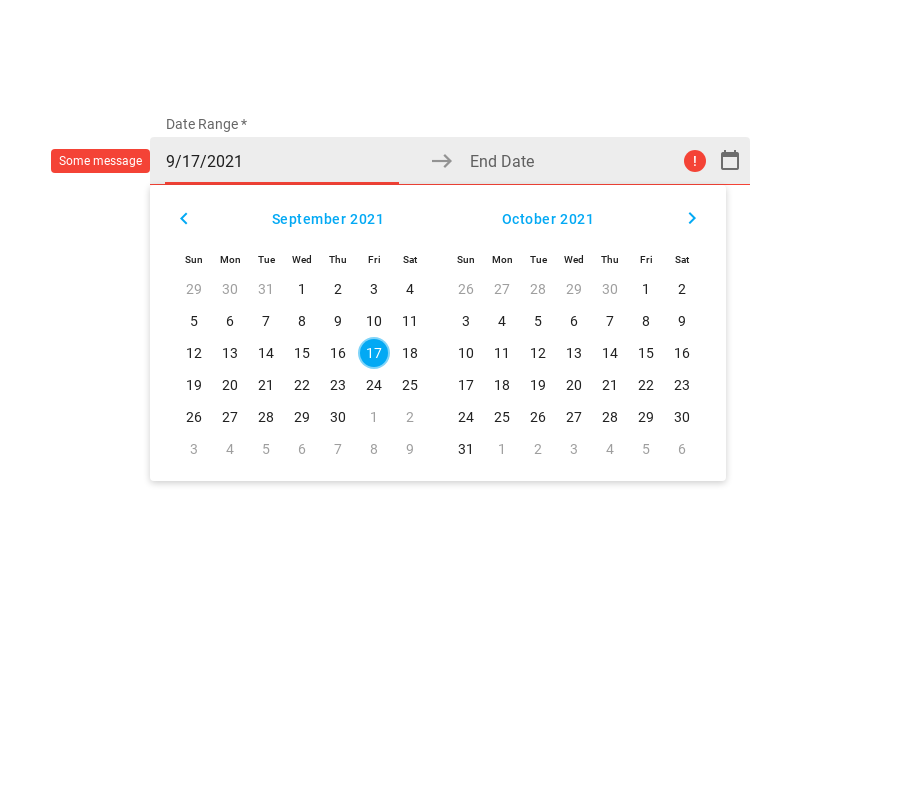 Date Range *
Some message
9/17/2021 End Date !
September 2021 October 2021
Sun Mon Tue Wed Thu Fri Sat Sun Mon Tue Wed Thu Fri Sat
29 30 31 1 2 3 4 26 27 28 29 30 1 2
5 6 7 8 9 10 11 3 4 5 6 7 8 9
12 13 14 15 16 17 18 10 11 12 13 14 15 16
19 20 21 22 23 24 25 17 18 19 20 21 22 23
26 27 28 29 30 1 2 24 25 26 27 28 29 30
3 4 5 6 7 8 9 31 1 2 3 4 5 6